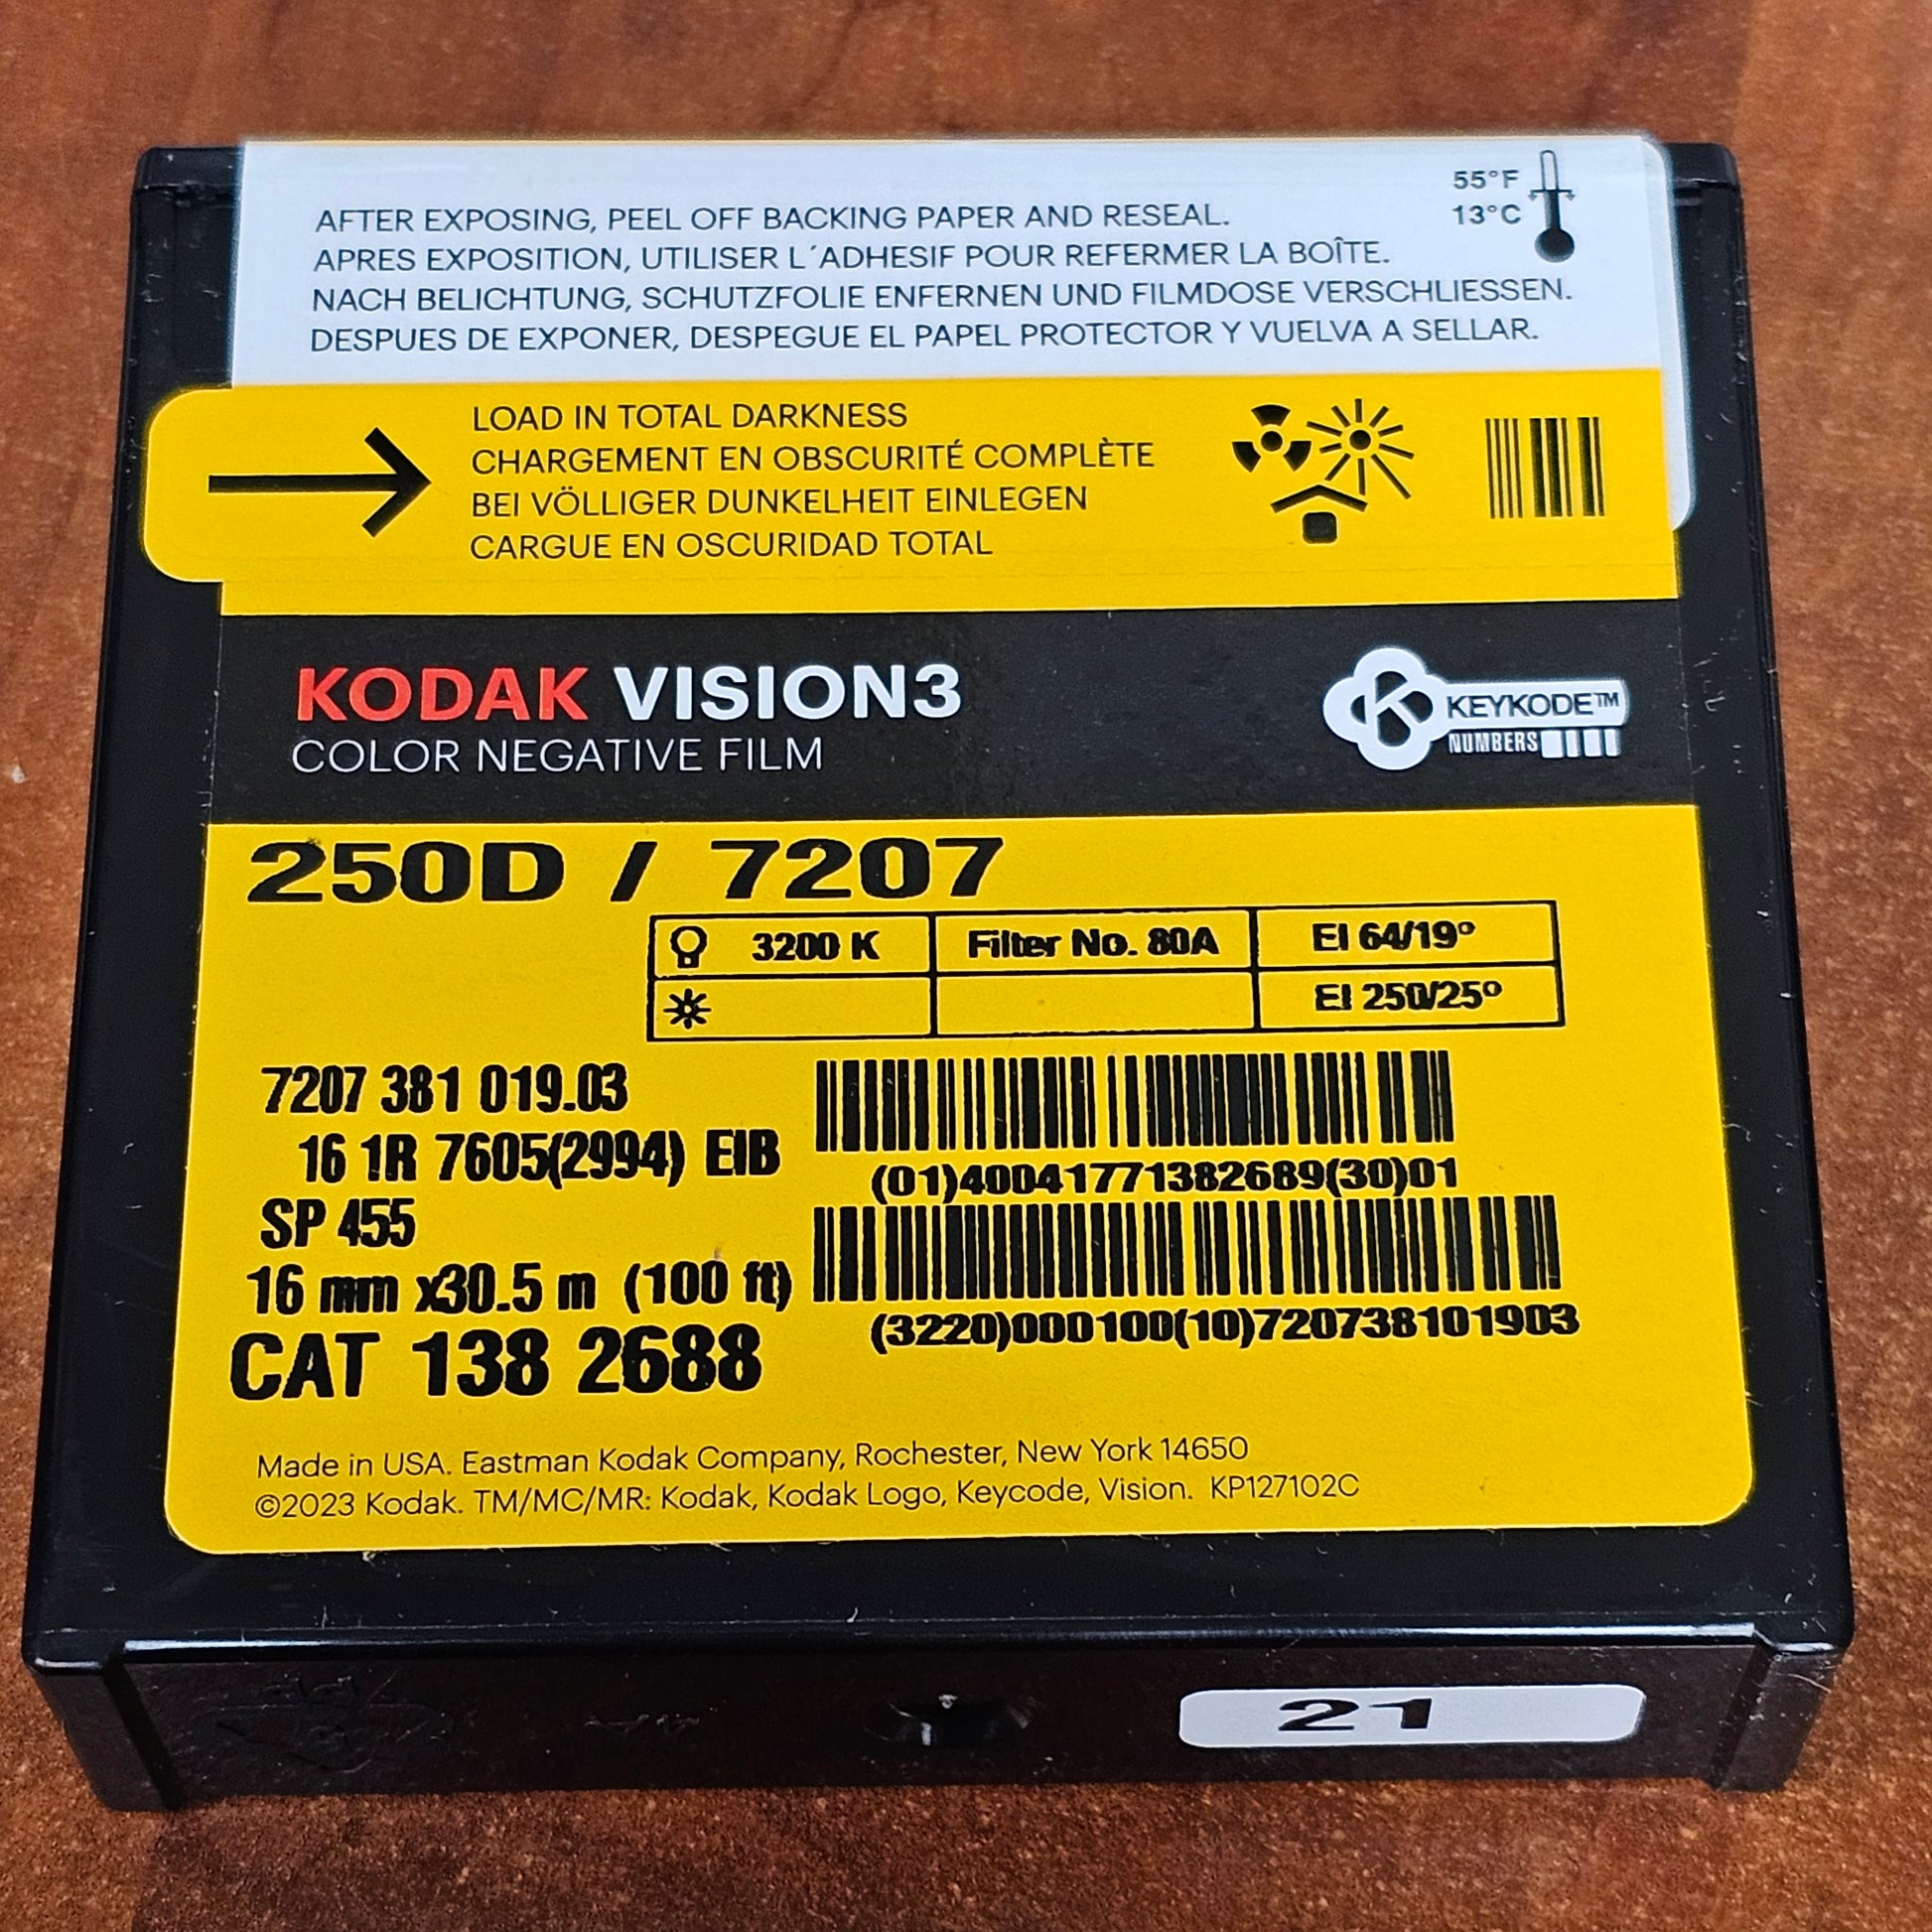 55°F
13°C
AFTER EXPOSING, PEEL OFF BACKING PAPER AND RESEAL.
APRES EXPOSITION, UTILISER L´ADHESIF POUR REFERMER LA BOÎTE.
NACH BELICHTUNG, SCHUTZFOLIE ENFERNEN UND FILMDOSE VERSCHLIESSEN.
DESPUES DE EXPONER, DESPEGUE EL PAPEL PROTECTOR Y VUELVA A SELLAR.
LOAD IN TOTAL DARKNESS
CHARGEMENT EN OBSCURITÉ COMPLÈTE
BEI VÖLLIGER DUNKELHEIT EINLEGEN
CARGUE EN OSCURIDAD TOTAL
KODAK VISION3
COLOR NEGATIVE FILM
K KEYKODE™
NUMBERS
250D / 7207
3200 K Filter No. 80A EI 64/19°
EI 250/25°
7207 381 019.03
16 1R 7605(2994) EIB
SP 455
16 mm x30.5 m (100 ft)
CAT 138 2688
(01)40041771382689(30)01
(3220)000100(10)720738101903
Made in USA. Eastman Kodak Company, Rochester, New York 14650
©2023 Kodak. TM/MC/MR: Kodak, Kodak Logo, Keycode, Vision. KP127102C
21